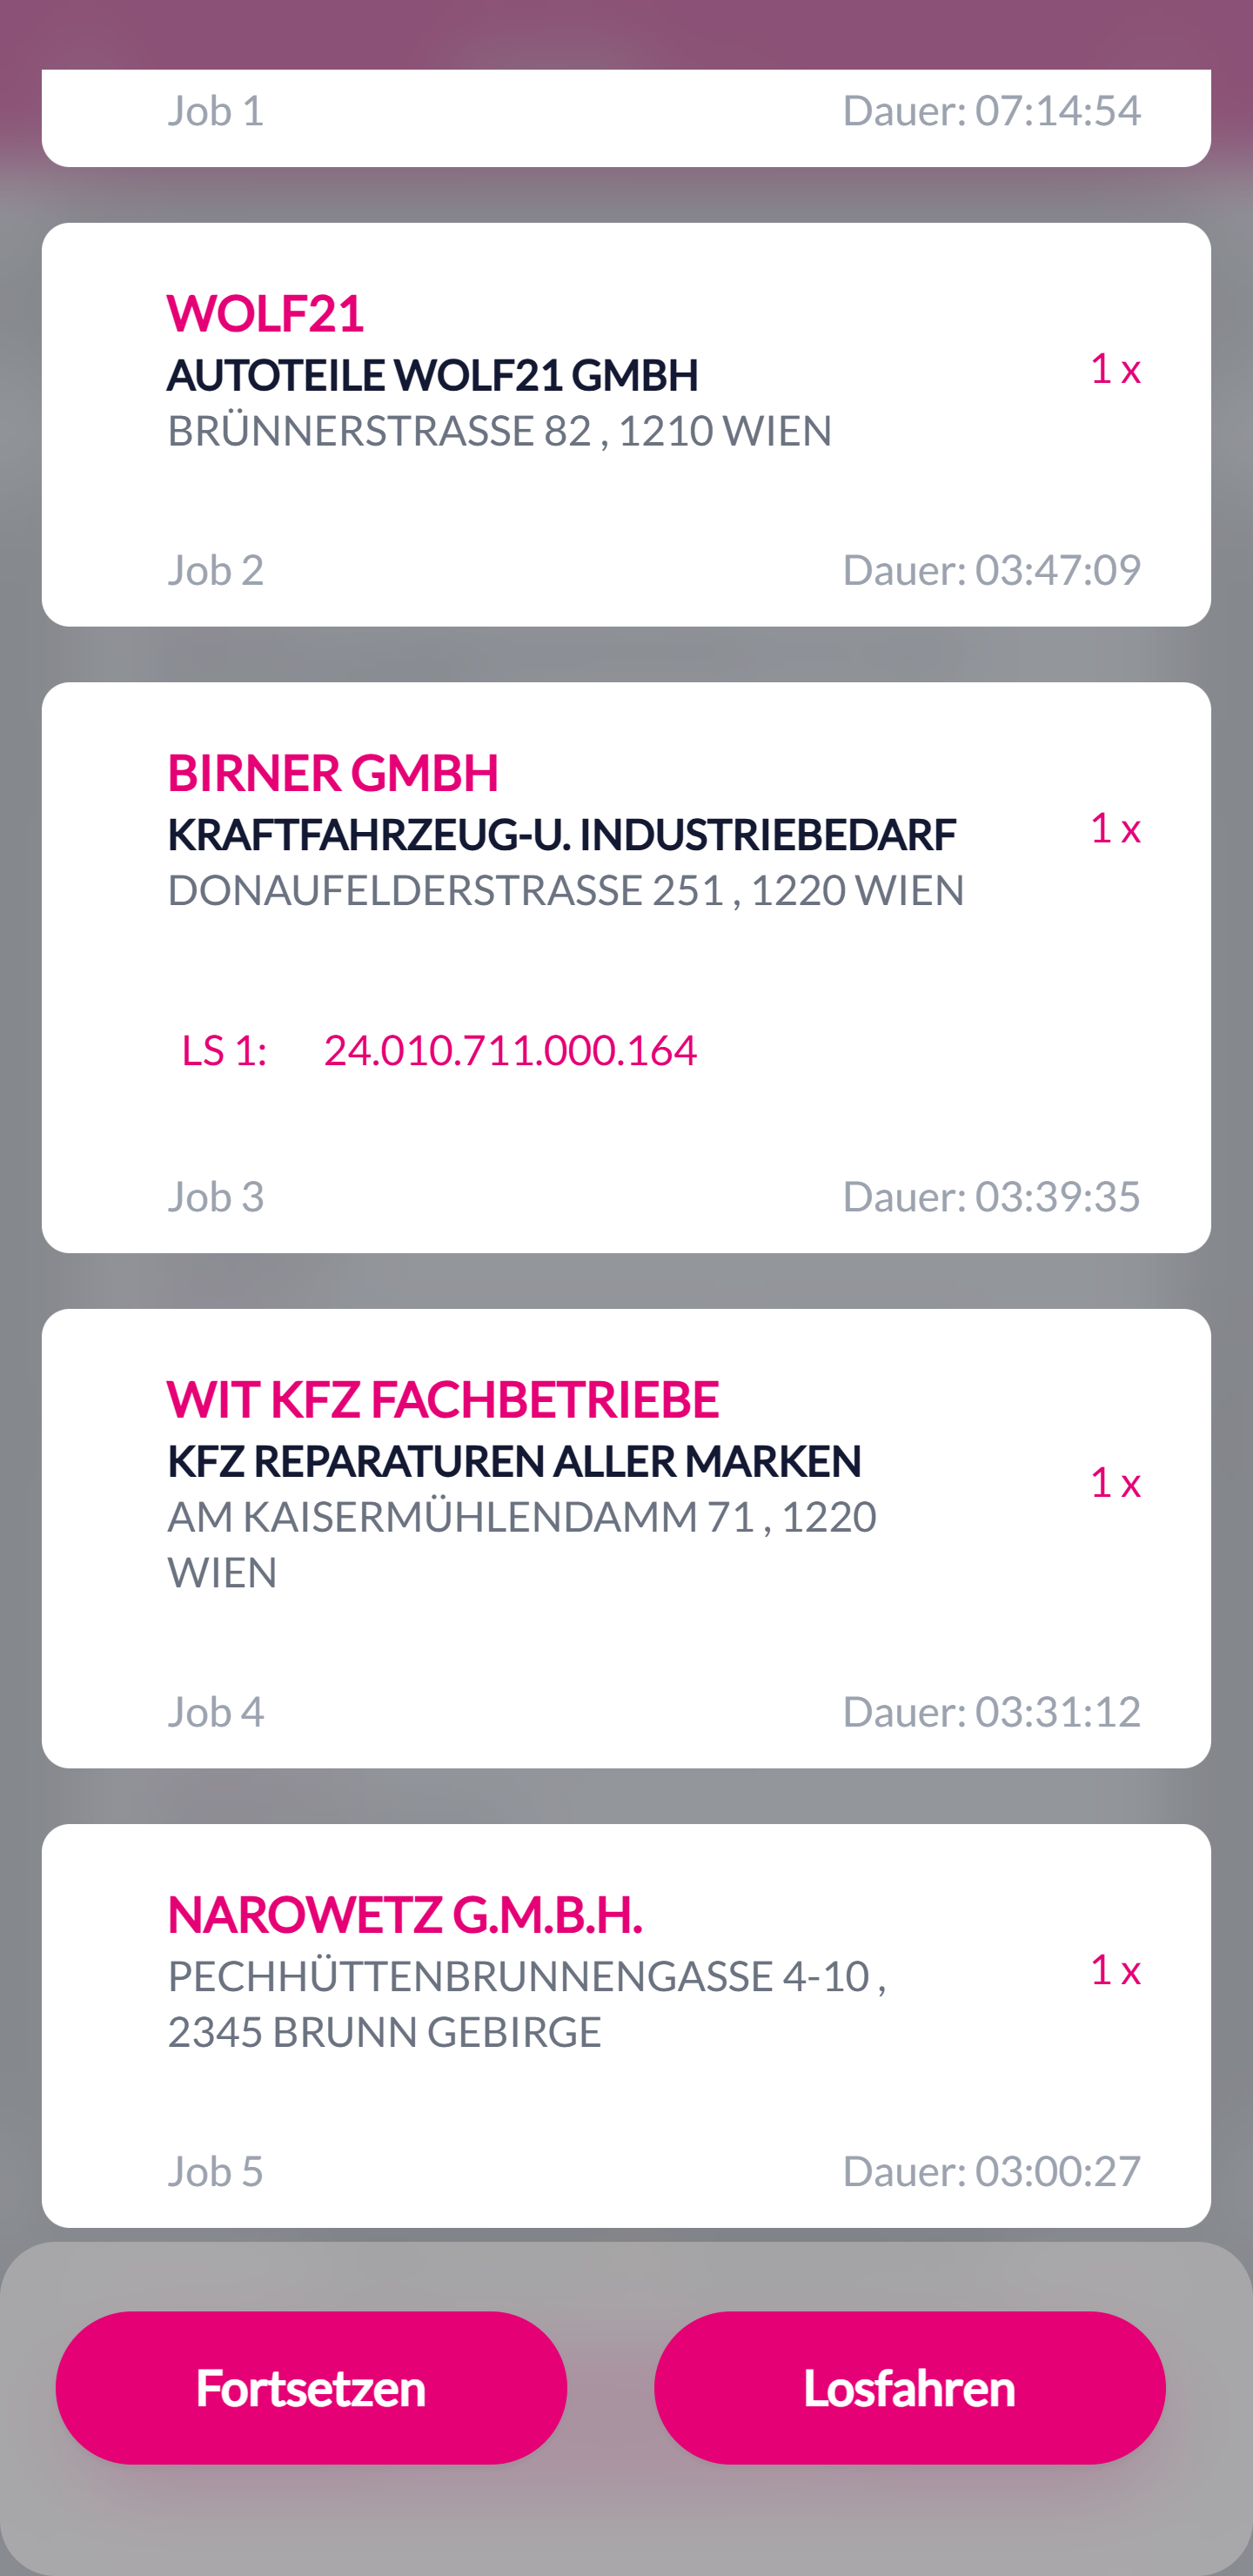 Job 1 Dauer: 07:14:54
WOLF21
AUTOTEILE WOLF21 GMBH
1 x
BRÜNNERSTRASSE 82 , 1210 WIEN
Job 2 Dauer: 03:47:09
BIRNER GMBH
KRAFTFAHRZEUG-U. INDUSTRIEBEDARF
1 x
DONAUFELDERSTRASSE 251 , 1220 WIEN
LS 1: 24.010.711.000.164
Job 3 Dauer: 03:39:35
WIT KFZ FACHBETRIEBE
KFZ REPARATUREN ALLER MARKEN
1 x
AM KAISERMÜHLENDAMM 71 , 1220
WIEN
Job 4 Dauer: 03:31:12
NAROWETZ G.M.B.H.
PECHHÜTTENBRUNNENGASSE 4-10 ,
1 x
2345 BRUNN GEBIRGE
Job 5 Dauer: 03:00:27
Fortsetzen Losfahren